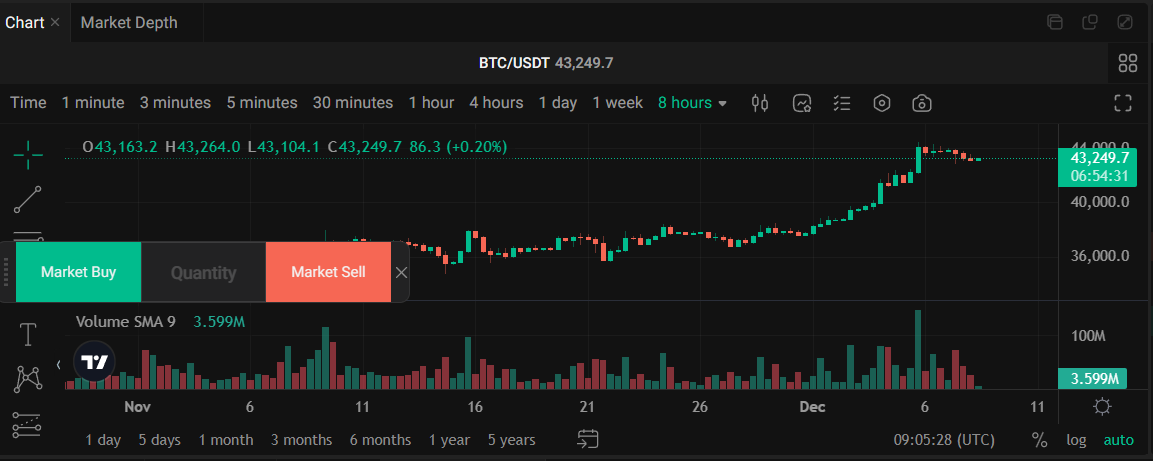 Chart × Market Depth
BTC/USDT 43,249.7
Time 1 minute 3 minutes 5 minutes 30 minutes 1 hour 4 hours 1 day 1 week 8 hours
O43,163.2 H43,264.0 L43,104.1 C43,249.7 86.3 (+0.20%)
44,000.0
43,249.7
06:54:31
40,000.0
36,000.0
Market Buy Quantity Market Sell ×
Volume SMA 9 3.599M
100M
3.599M
Nov 6 11 16 21 26 Dec 6 11
1 day 5 days 1 month 3 months 6 months 1 year 5 years 09:05:28 (UTC) % log auto